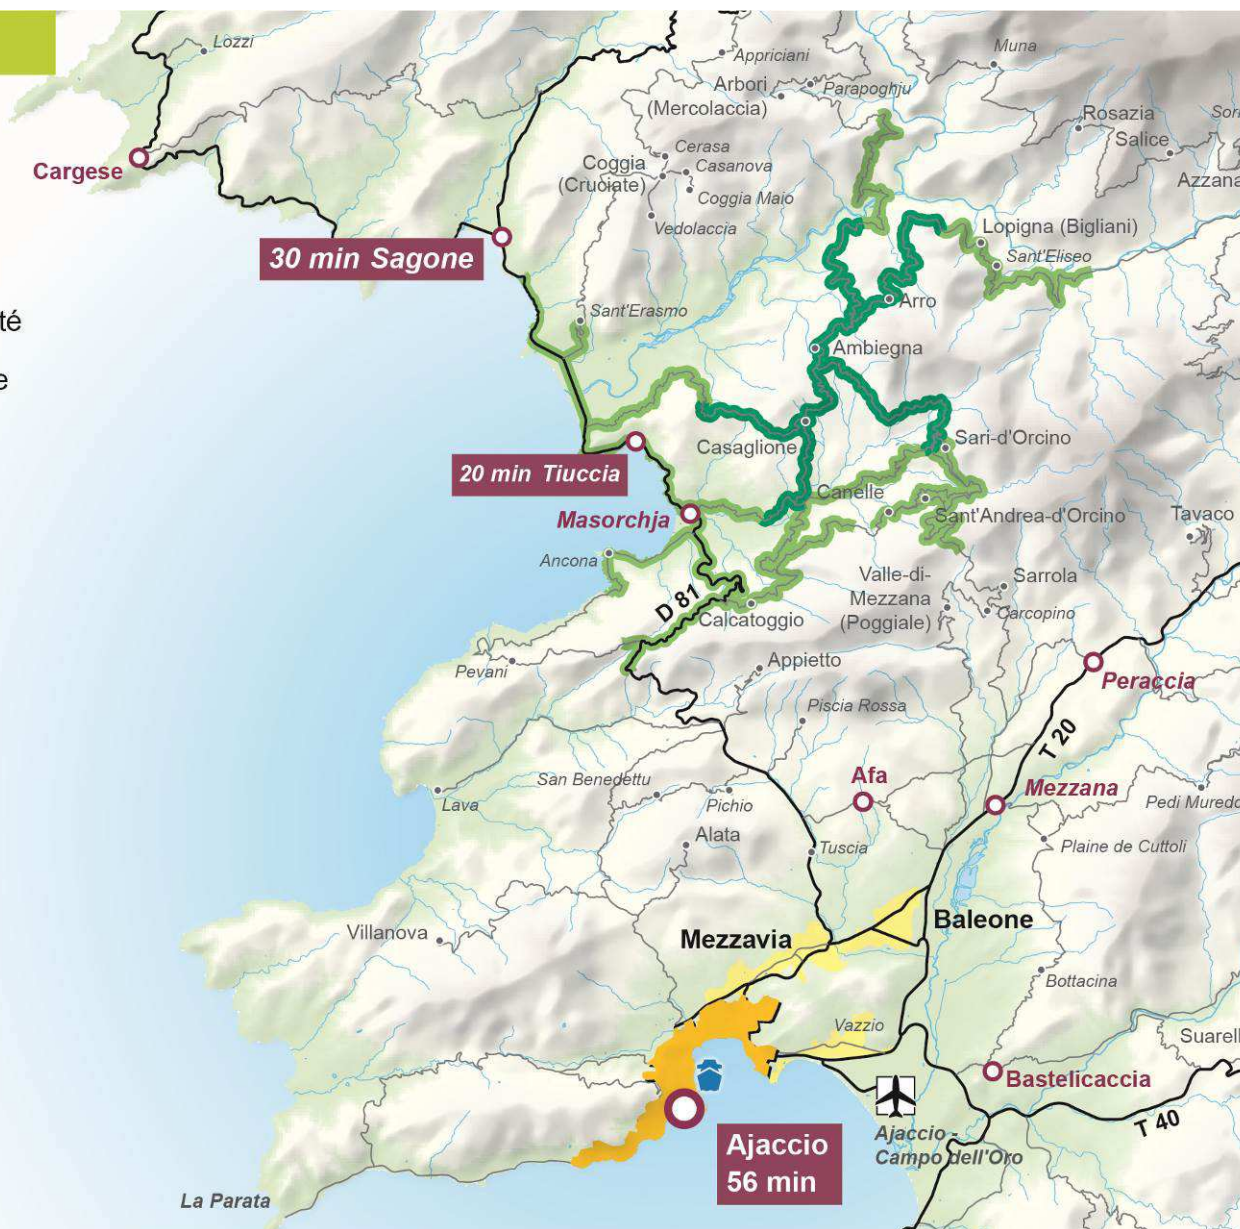 Lozzi
Appriciani
Muna
Arbori
(Mercolaccia)
Parapoghju
Rosazia
Salice
Azzana
Cargese
Cerasa
Coggia
(Cruciate)
Casanova
Coggia Maio
Vedolaccia
Lopigna (Bigliani)
Sant'Eliseo
30 min Sagone
Sant'Erasmo
Arro
té
Ambiegna
e
Casaglione
Sari-d'Orcino
20 min Tiuccia
Canelle
Masorchja
Sant'Andrea-d'Orcino
Tavaco
Ancona
Valle-di-
Mezzana
(Poggiale)
Sarrola
Carcopino
D 81
Calcatoggio
Pevani
Appietto
Peraccia
Piscia Rossa
T 20
Afa
San Benedettu
Pichio
Lava
Mezzana
Pedi Muredd
Alata
Tuscia
Plaine de Cuttoli
Villanova
Mezzavia
Baleone
Bottacina
Vazzio
Suarell
Bastelicaccia
T 40
Ajaccio
56 min
Ajaccio -
Campo dell'Oro
La Parata